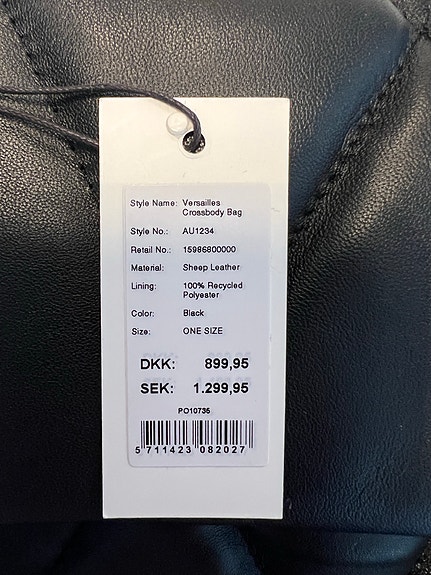 Style Name: Versailles
Crossbody Bag
Style No.: AU1234
Retail No.: 15986800000
Material: Sheep Leather
Lining: 100% Recycled
Polyester
Color: Black
Size: ONE SIZE
DKK: 899,95
SEK: 1.299,95
PO10735
5 711423 082027